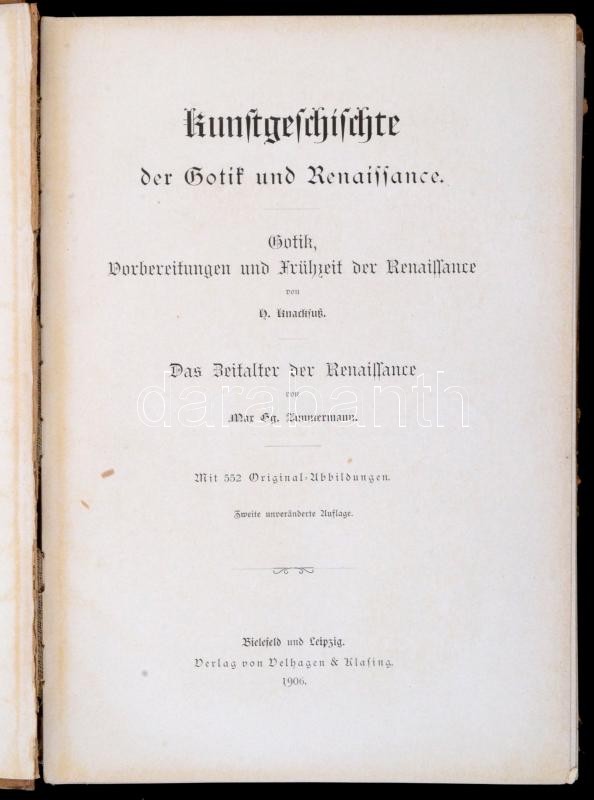 Kunstgeschichte
der Gotik und Renaissance.
Gotik,
Vorbereitungen und Frühzeit der Renaissance
von
H. Knackfuß.
Das Zeitalter der Renaissance
von
Max Gg. Zimmermann.
darabanth
Mit 552 Original-Abbildungen.
Zweite unveränderte Auflage.
Bielefeld und Leipzig.
Verlag von Velhagen & Klasing.
1906.